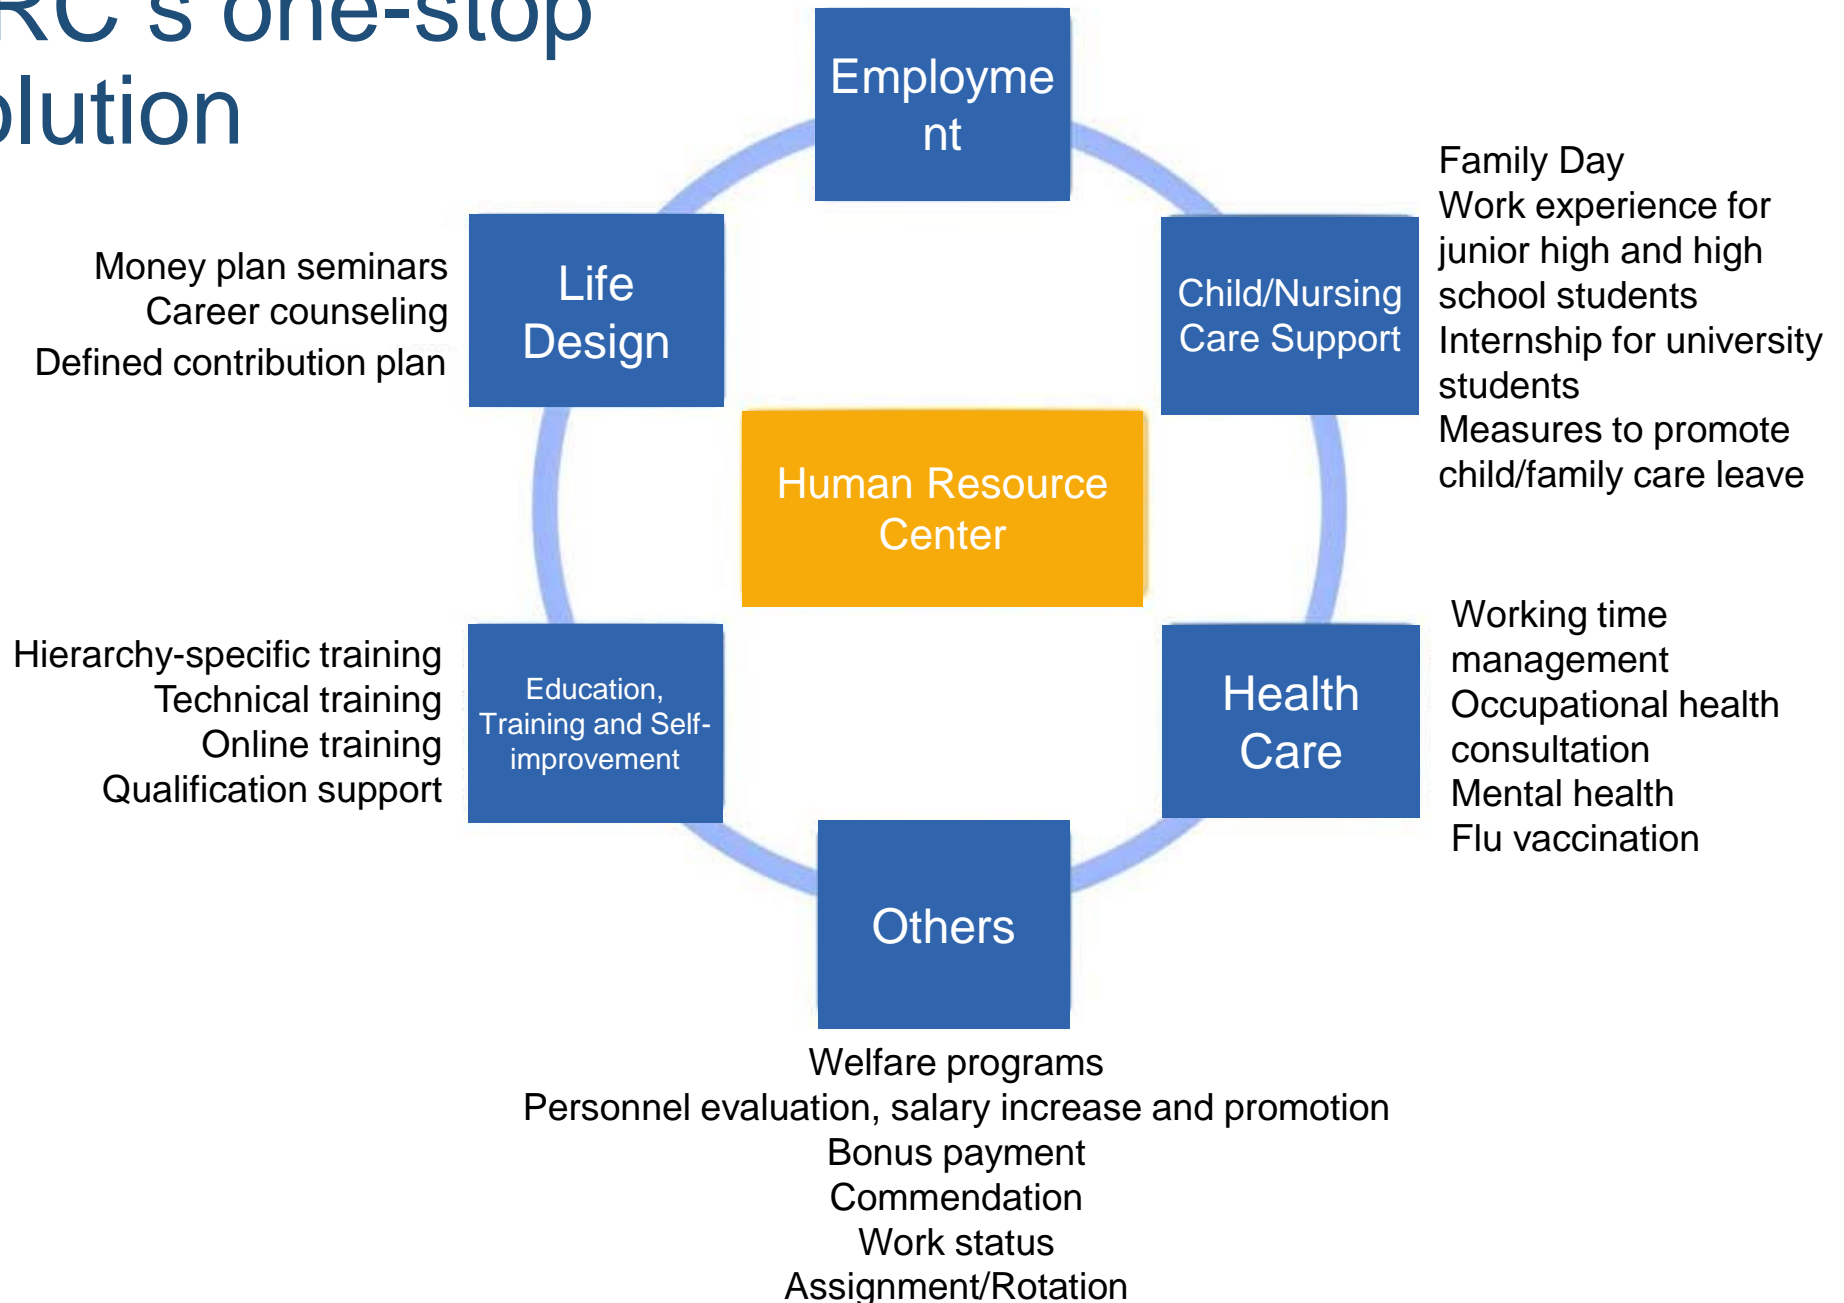 RC's one-stop
olution
Employme
nt
Family Day
Work experience for
junior high and high
school students
Internship for university
students
Measures to promote
child/family care leave
Child/Nursing
Care Support
Money plan seminars
Career counseling
Defined contribution plan
Life
Design
Human Resource
Center
Hierarchy-specific training
Technical training
Online training
Qualification support
Education,
Training and Self-
improvement
Health
Care
Working time
management
Occupational health
consultation
Mental health
Flu vaccination
Others
Welfare programs
Personnel evaluation, salary increase and promotion
Bonus payment
Commendation
Work status
Assignment/Rotation